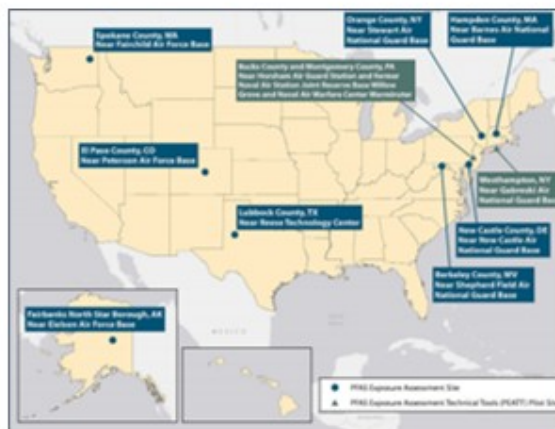 Spokane County, WA
Near Fairchild Air Force Base
Orange County, NY
Near Stewart Air
National Guard Base
Hampden County, MA
Near Barnes Air National
Guard Base
Bucks County and Montgomery County, PA
Near Horsham Air Guard Station and former
Naval Air Station Joint Reserve Base Willow
Grove and Naval Air Warfare Center Warminster
El Paso County, CO
Near Peterson Air Force Base
Lubbock County, TX
Near Reese Technology Center
Westhampton, NY
Near Gabreski Air
National Guard Base
New Castle County, DE
Near New Castle Air
National Guard Base
Berkeley County, WV
Near Shepherd Field Air
National Guard Base
Fairbanks North Star Borough, AK
Near Eielson Air Force Base
MEXICO
PFAS Exposure Assessment Site
PFAS Exposure Assessment Technical Tools (PEATT) Pilot